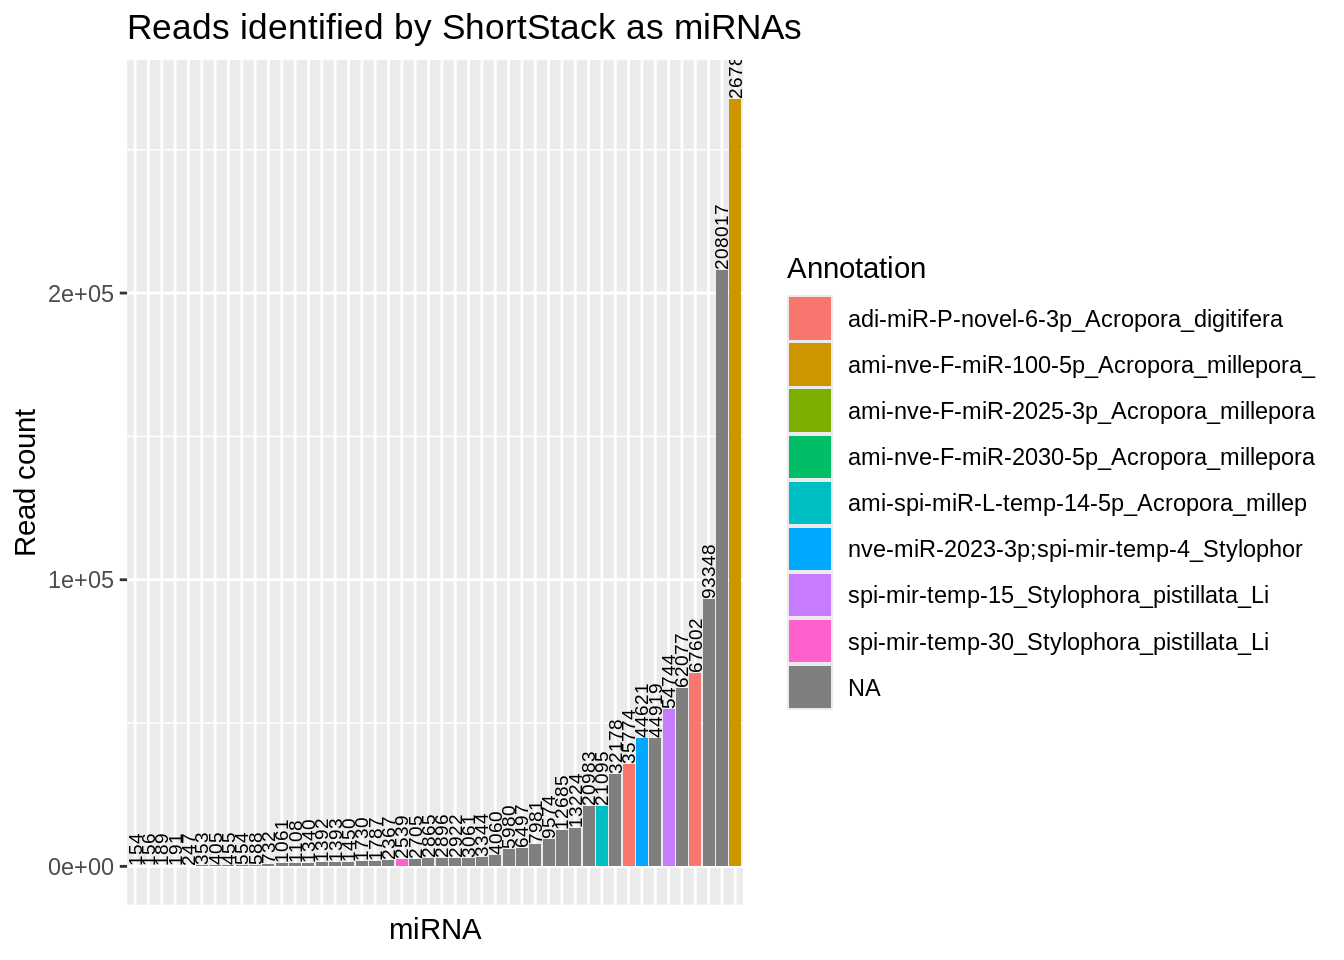 Reads identified by ShortStack as miRNAs
Read count
2e+05
1e+05
0e+00
154
156
189
191
247
353
405
455
554
588
732
1061
1108
1340
1392
1393
1450
1730
1787
2367
2539
2705
2865
2896
2922
3061
3344
4060
5980
6497
7981
9574
12685
13224
20983
21095
32178
35774
44621
44919
54744
62077
67602
93348
208017
2678
miRNA
Annotation
adi-miR-P-novel-6-3p_Acropora_digitifera
ami-nve-F-miR-100-5p_Acropora_millepora_
ami-nve-F-miR-2025-3p_Acropora_millepora
ami-nve-F-miR-2030-5p_Acropora_millepora
ami-spi-miR-L-temp-14-5p_Acropora_millep
nve-miR-2023-3p;spi-mir-temp-4_Stylophor
spi-mir-temp-15_Stylophora_pistillata_Li
spi-mir-temp-30_Stylophora_pistillata_Li
NA